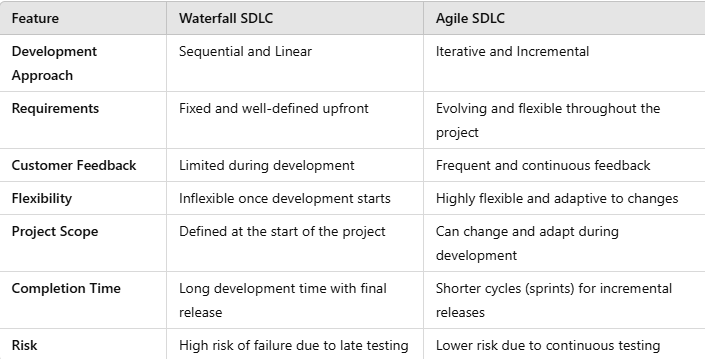 Feature Waterfall SDLC Agile SDLC
Development Approach Sequential and Linear Iterative and Incremental
Requirements Fixed and well-defined upfront Evolving and flexible throughout the project
Customer Feedback Limited during development Frequent and continuous feedback
Flexibility Inflexible once development starts Highly flexible and adaptive to changes
Project Scope Defined at the start of the project Can change and adapt during development
Completion Time Long development time with final release Shorter cycles (sprints) for incremental releases
Risk High risk of failure due to late testing Lower risk due to continuous testing